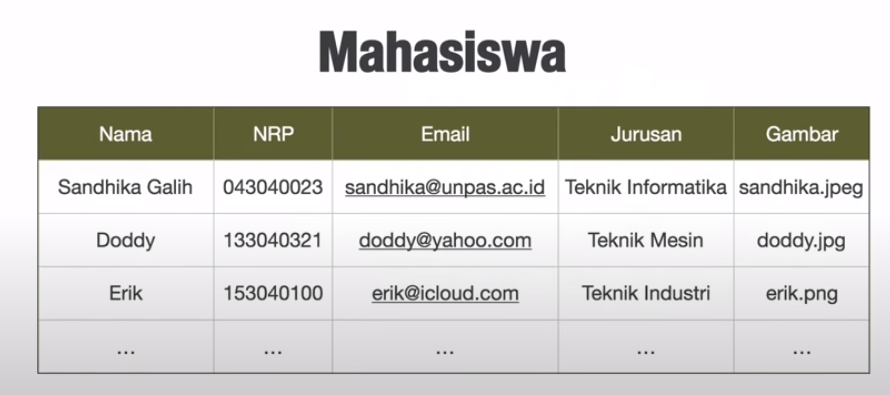 Mahasiswa
Nama NRP Email Jurusan Gambar
Sandhika Galih 043040023 sandhika@unpas.ac.id Teknik Informatika sandhika.jpeg
Doddy 133040321 doddy@yahoo.com Teknik Mesin doddy.jpg
Erik 153040100 erik@icloud.com Teknik Industri erik.png
... ... ... ... ...